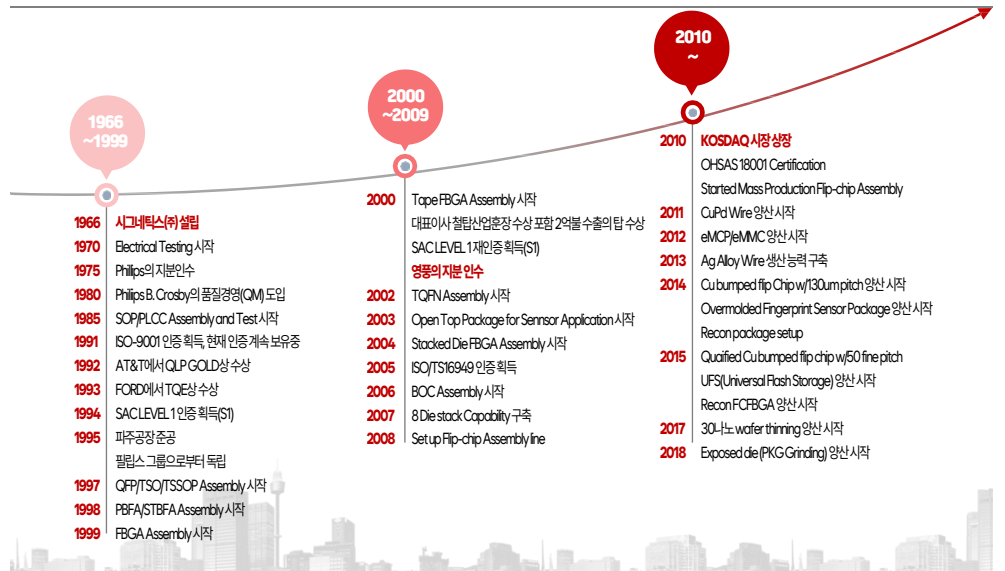 1966
~1999
1966 시그네틱스(주) 설립
1970 Electrical Testing 시작
1975 Philips의 지분인수
1980 Philips B. Crosby의 품질경영(QM) 도입
1985 SOP/PLCC Assembly and Test 시작
1991 ISO-9001 인증 획득, 현재 인증 계속 보유중
1992 AT&T에서 QLP GOLD상 수상
1993 FORD에서 TQE상 수상
1994 SAC LEVEL 1 인증 획득(S1)
1995 파주공장 준공
필립스 그룹으로부터 독립
1997 QFP/TSO/TSSOP Assembly 시작
1998 PBFA/STBFA Assembly 시작
1999 FBGA Assembly 시작
2000
~2009
2000 Tape FBGA Assembly 시작
대표이사 철탑산업훈장 수상 포함 2억불 수출의 탑 수상
SAC LEVEL 1 재인증 획득(S1)
영풍의 지분 인수
2002 TQFN Assembly 시작
2003 Open Top Package for Sennsor Application 시작
2004 Stacked Die FBGA Assembly 시작
2005 ISO/TS16949 인증 획득
2006 BOC Assembly 시작
2007 8 Die stack Capability 구축
2008 Set up Flip-chip Assembly line
2010
~
2010 KOSDAQ 시장 상장
OHSAS 18001 Certification
Started Mass Production Flip-chip Assembly
2011 CuPd Wire 양산 시작
2012 eMCP/eMMC 양산 시작
2013 Ag Alloy Wire 생산 능력 구축
2014 Cu bumped flip Chip w/130um pitch 양산 시작
Overmolded Fingerprint Sensor Package 양산 시작
Recon package setup
2015 Quaified Cu bumped flip chip w/50 fine pitch
UFS(Universal Flash Storage) 양산 시작
Recon FCFBGA 양산 시작
2017 30나노 wafer thinning 양산 시작
2018 Exposed die (PKG Grinding) 양산 시작